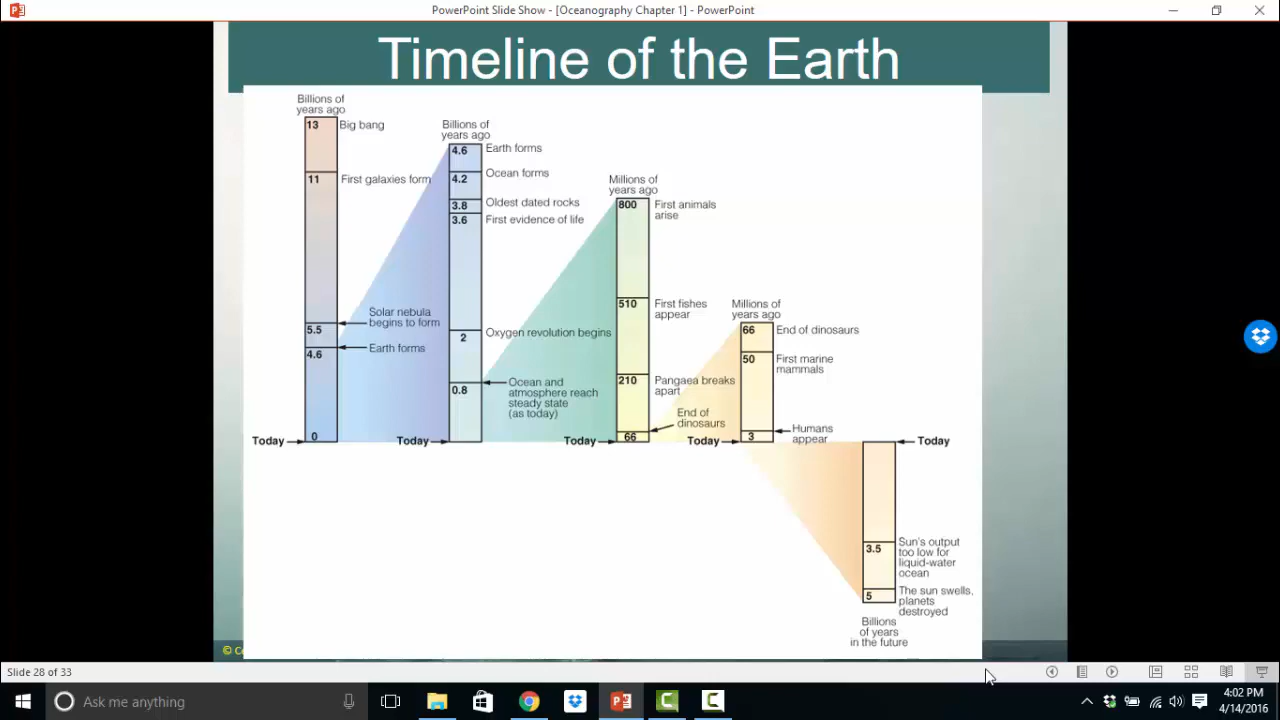 PowerPoint Slide Show - [Oceanography Chapter 1] - PowerPoint
Timeline of the Earth
Billions of
years ago
13
Big bang
11
First galaxies form
Solar nebula
begins to form
5.5
Earth forms
4.6
Today
0
Billions of
years ago
4.6
Earth forms
4.2
Ocean forms
3.8
Oldest dated rocks
3.6
First evidence of life
2
Oxygen revolution begins
0.8
Ocean and
atmosphere reach
steady state
(as today)
Today
Millions of
years ago
800
First animals
arise
510
First fishes
appear
210
Pangaea breaks
apart
End of
dinosaurs
66
Today
Millions of
years ago
66
End of dinosaurs
50
First marine
mammals
Humans
appear
3
Today
Today
3.5
Sun's output
too low for
liquid-water
ocean
5
The sun swells,
planets
destroyed
Billions
of years
in the future
Slide 28 of 33
Ask me anything
4:02 PM
4/14/2016